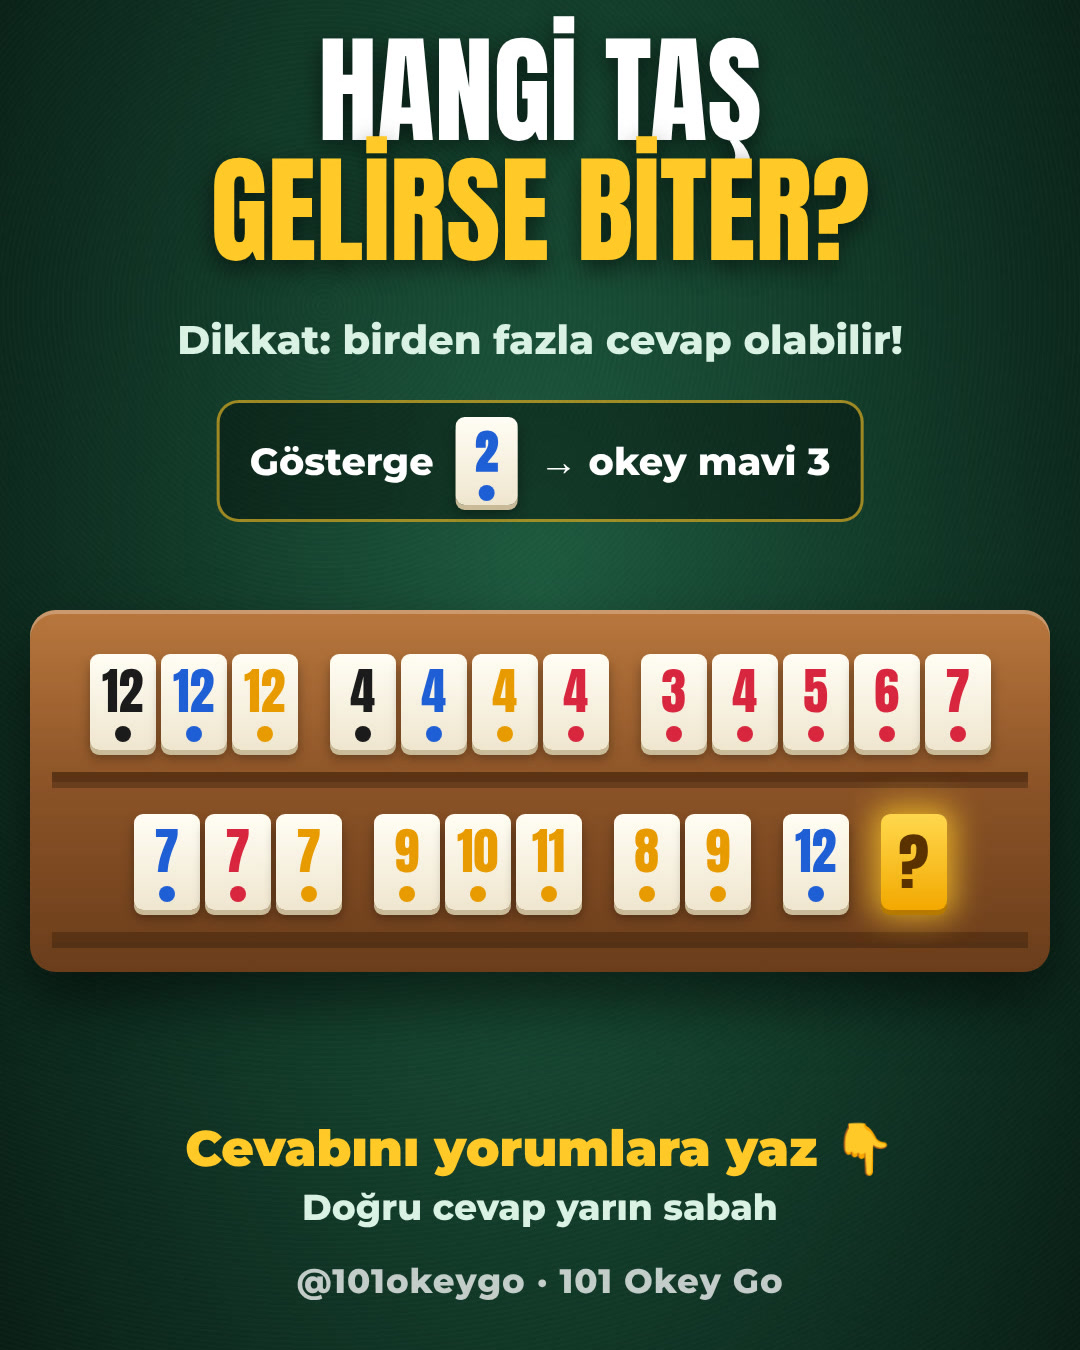 HANGİ TAŞ
GELİRSE BİTER?
Dikkat: birden fazla cevap olabilir!
Gösterge 2 → okey mavi 3
12 12 12 4 4 4 4 3 4 5 6 7
7 7 7 9 10 11 8 9 12 ?
Cevabını yorumlara yaz 👇
Doğru cevap yarın sabah
@101okeygo · 101 Okey Go